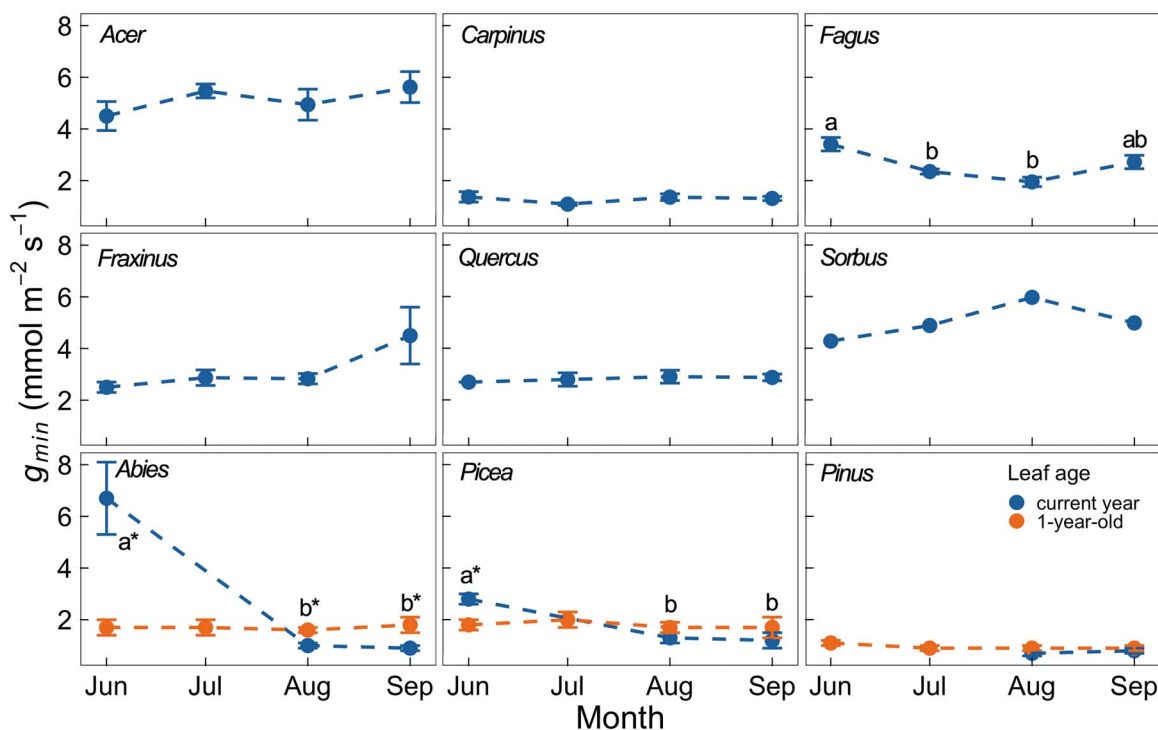 8
6
4
2
Acer
Carpinus
Fagus
a
b
b
ab
8
6
4
2
Fraxinus
Quercus
Sorbus
8
6
4
2
Abies
a*
b*
b*
Picea
a*
b
b
Pinus
Leaf age
current year
1-year-old
g_min (mmol m⁻² s⁻¹)
Jun Jul Aug Sep
Jun Jul Aug Sep
Jun Jul Aug Sep
Month